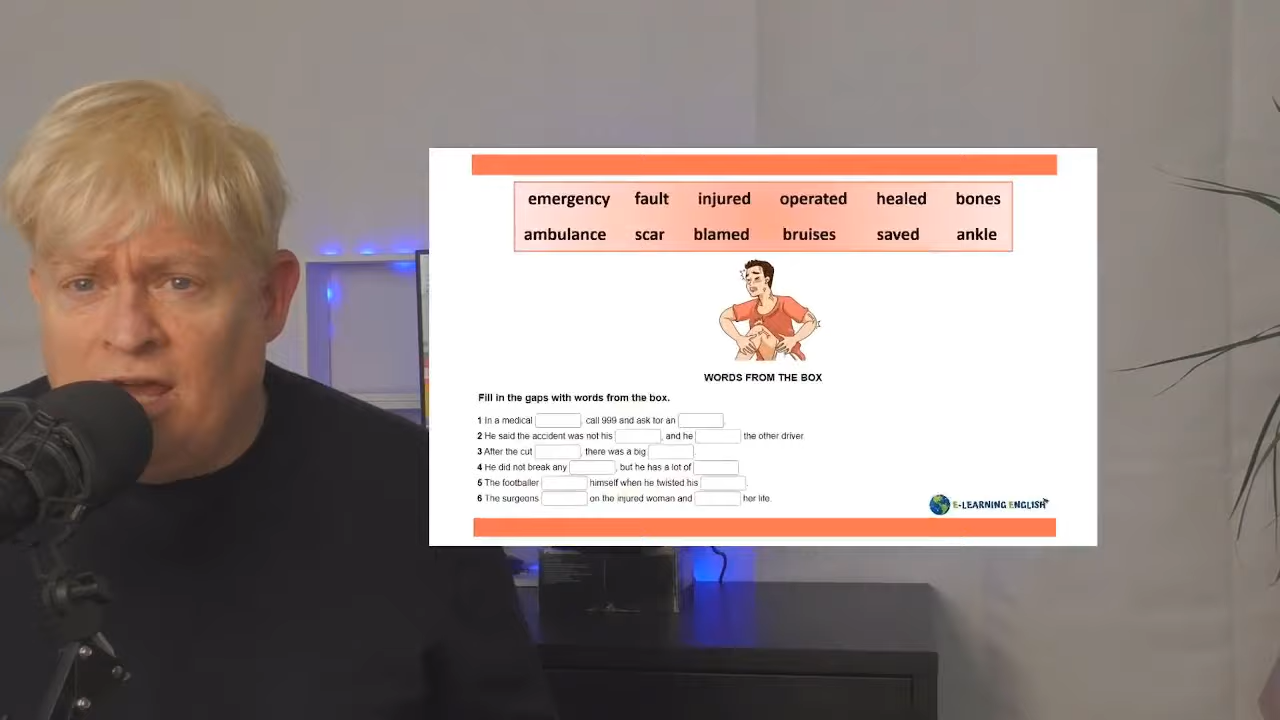 emergency fault injured operated healed bones
ambulance scar blamed bruises saved ankle
WORDS FROM THE BOX
Fill in the gaps with words from the box.
1 In a medical , call 999 and ask for an .
2 He said the accident was not his , and he the other driver
3 After the cut , there was a big .
4 He did not break any , but he has a lot of
5 The footballer himself when he twisted his .
6 The surgeons on the injured woman and her life.
E-LEARNING ENGLISH